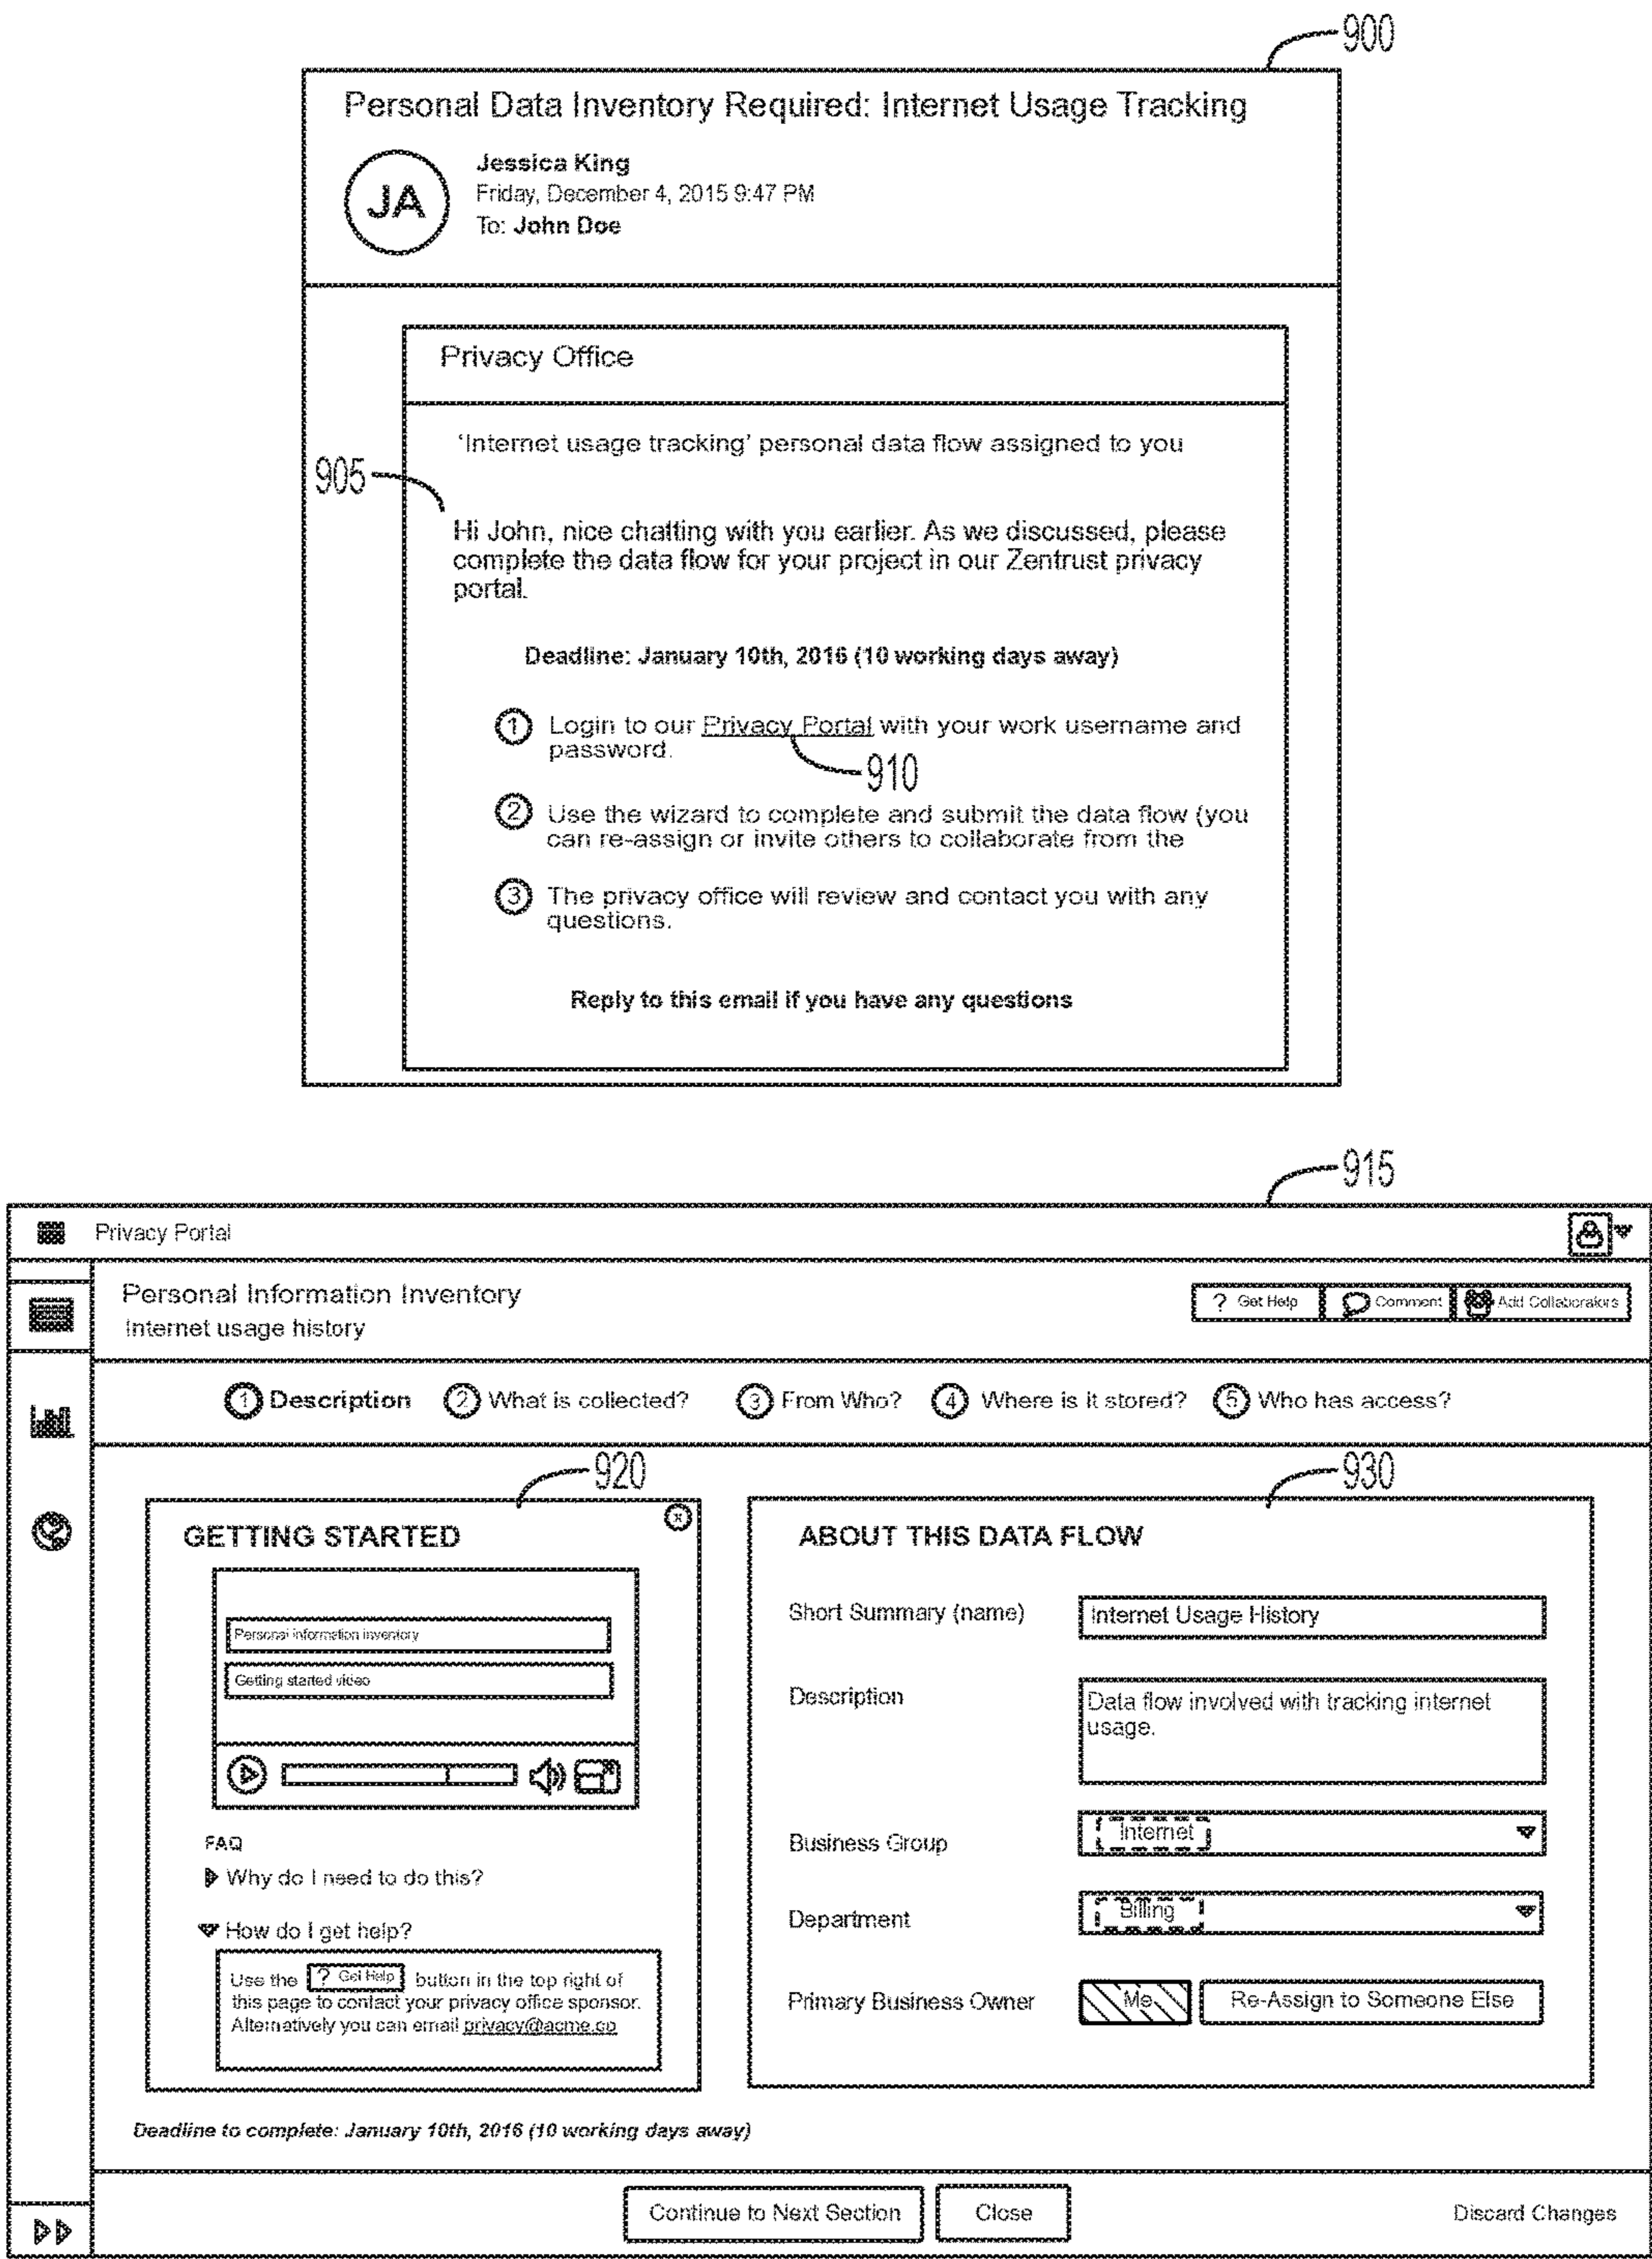 900
Personal Data Inventory Required: Internet Usage Tracking
JA
Jessica King
Friday, December 4, 2015 9:47 PM
To: John Doe
Privacy Office
'Internet usage tracking' personal data flow assigned to you
905
Hi John, nice chatting with you earlier. As we discussed, please
complete the data flow for your project in our Zentrust privacy
portal.
Deadline: January 10th, 2016 (10 working days away)
1 Login to our Privacy Portal with your work username and
password.
910
2 Use the wizard to complete and submit the data flow (you
can re-assign or invite others to collaborate from the
3 The privacy office will review and contact you with any
questions.
Reply to this email if you have any questions
915
Privacy Portal
Personal Information Inventory
Internet usage history
? Get Help Comment Add Collaborators
1 Description 2 What is collected? 3 From Who? 4 Where is it stored? 5 Who has access?
920
GETTING STARTED
x
Personal information inventory
Getting started video
FAQ
Why do I need to do this?
How do I get help?
Use the ? Get Help button in the top right of
this page to contact your privacy office sponsor.
Alternatively you can email privacy@acme.co
930
ABOUT THIS DATA FLOW
Short Summary (name) Internet Usage History
Description Data flow involved with tracking internet
usage.
Business Group Internet
Department Billing
Primary Business Owner Me Re-Assign to Someone Else
Deadline to complete: January 10th, 2016 (10 working days away)
Continue to Next Section Close Discard Changes